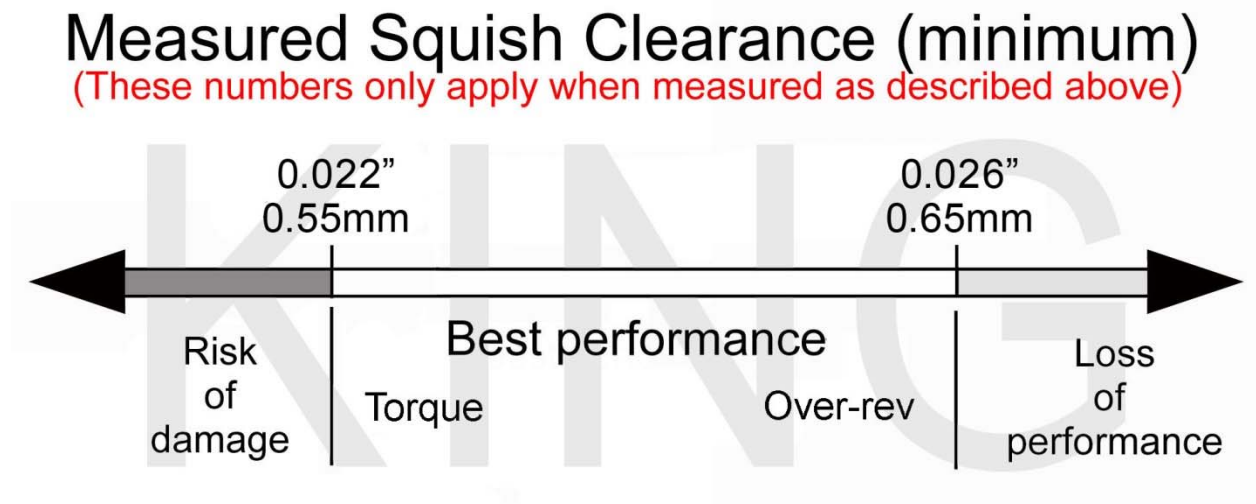 Measured Squish Clearance (minimum)
(These numbers only apply when measured as described above)
KING
0.022”
0.55mm
0.026”
0.65mm
Best performance
Risk
of
damage
Torque
Over-rev
Loss
of
performance